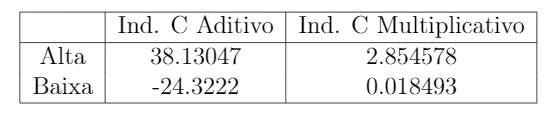 Ind. C Aditivo Ind. C Multiplicativo
Alta 38.13047 2.854578
Baixa -24.3222 0.018493